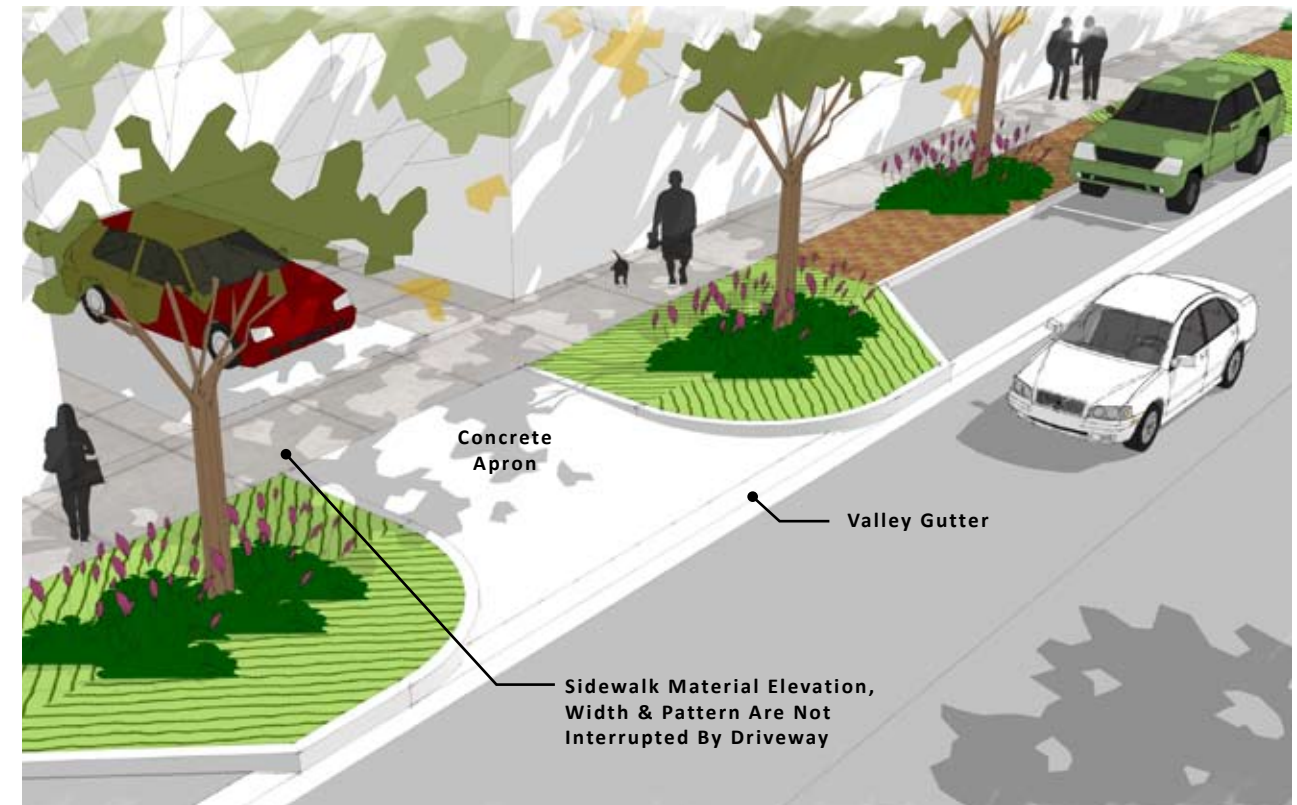 Concrete
Apron
Valley Gutter
Sidewalk Material Elevation,
Width & Pattern Are Not
Interrupted By Driveway